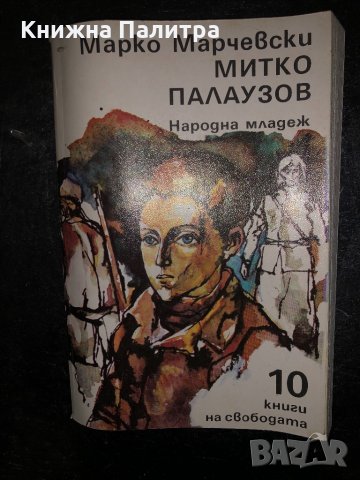 Книжна Палитра
Марко Марчевски
МИТКО
ПАЛАУЗОВ
Народна младеж
10
книги
на свободата
BAZAR